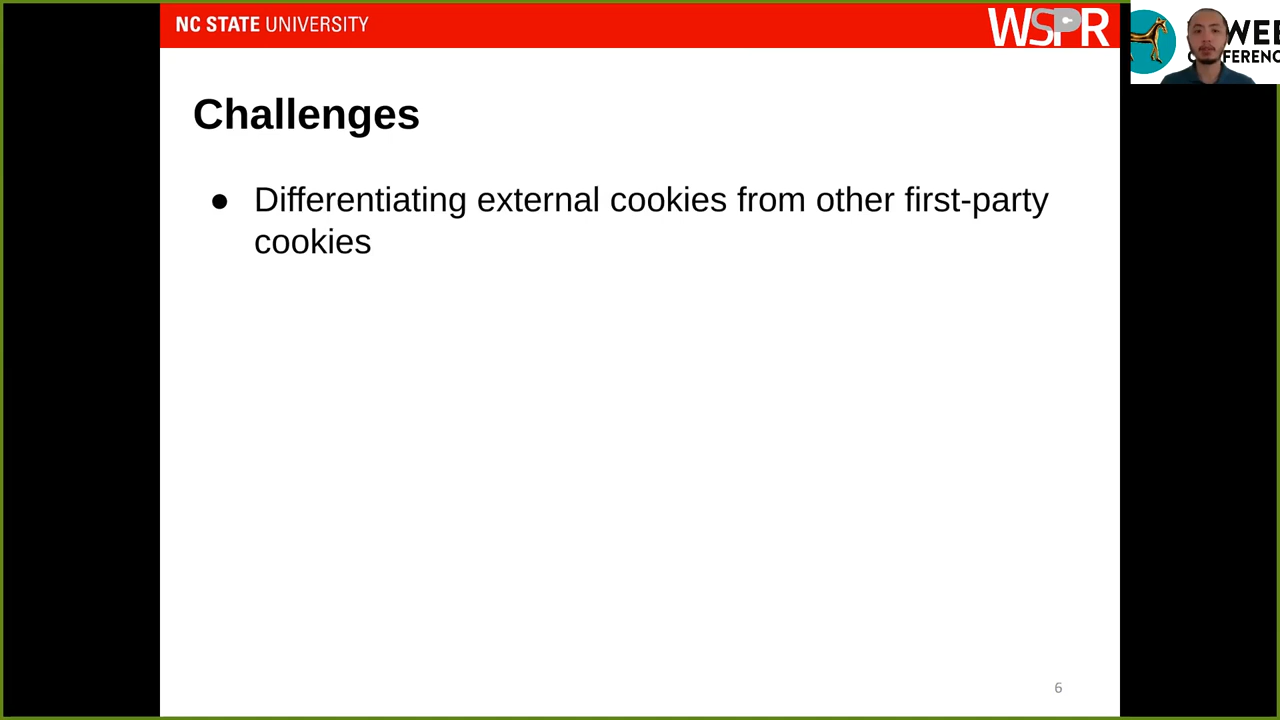 NC STATE UNIVERSITY
WSPR
Challenges
● Differentiating external cookies from other first-party
cookies
6